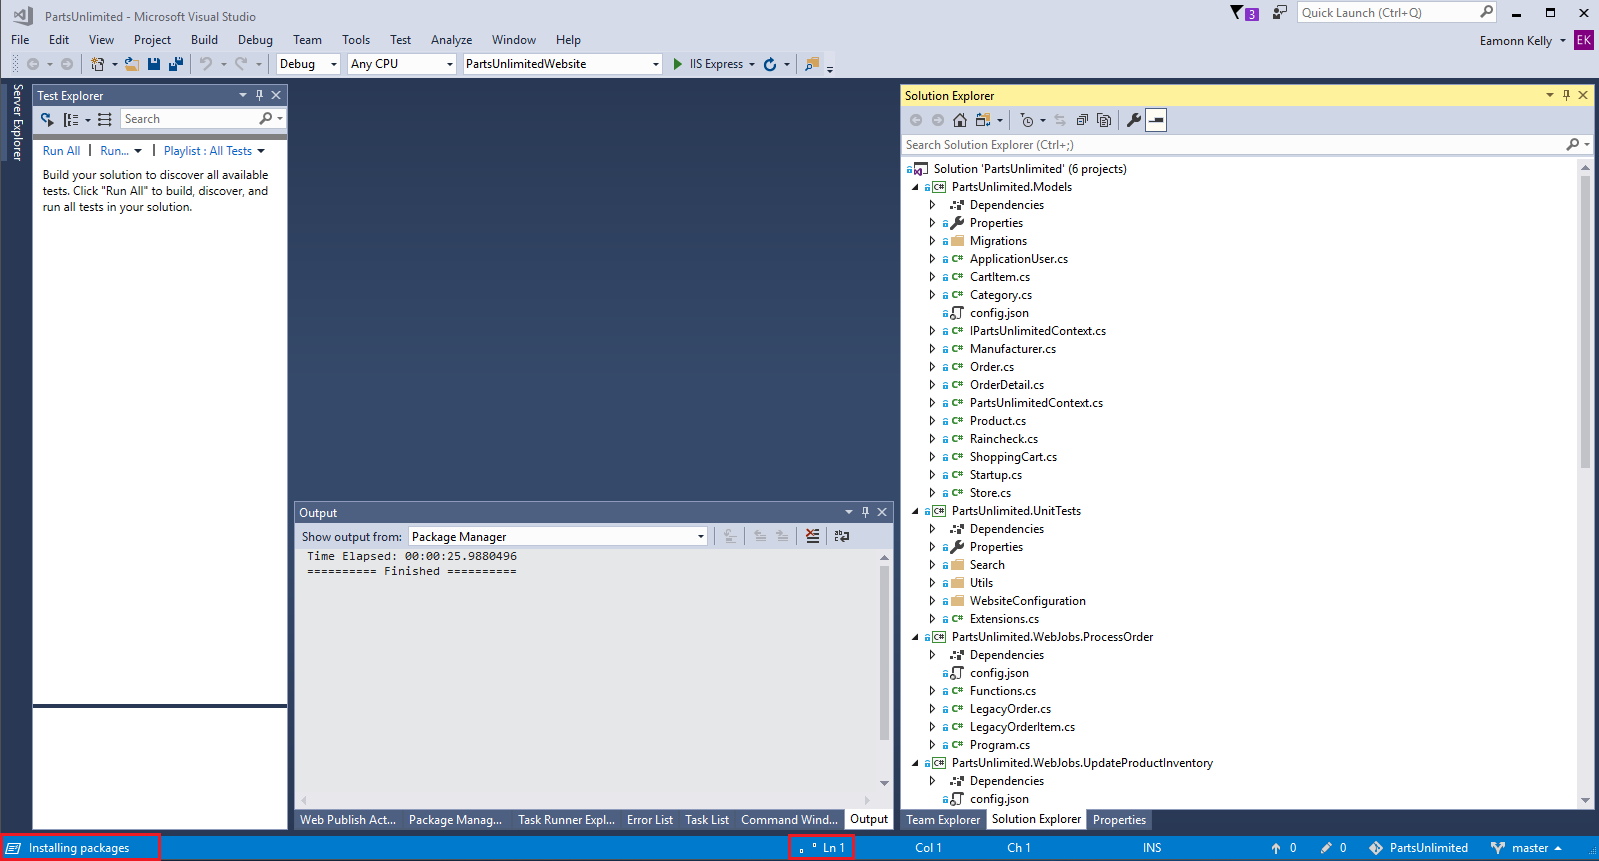 PartsUnlimited - Microsoft Visual Studio
3
Quick Launch (Ctrl+Q)
File Edit View Project Build Debug Team Tools Test Analyze Window Help
Eamonn Kelly EK
Debug Any CPU PartsUnlimitedWebsite IIS Express
Server Explorer
Test Explorer
Search
Run All | Run... | Playlist : All Tests
Build your solution to discover all available
tests. Click "Run All" to build, discover, and
run all tests in your solution.
Output
Show output from: Package Manager
Time Elapsed: 00:00:25.9880496
========== Finished ==========
Web Publish Act... Package Manag... Task Runner Expl... Error List Task List Command Wind... Output
Solution Explorer
Search Solution Explorer (Ctrl+;)
Solution 'PartsUnlimited' (6 projects)
C# PartsUnlimited.Models
Dependencies
Properties
Migrations
C# ApplicationUser.cs
C# CartItem.cs
C# Category.cs
config.json
C# IPartsUnlimitedContext.cs
C# Manufacturer.cs
C# Order.cs
C# OrderDetail.cs
C# PartsUnlimitedContext.cs
C# Product.cs
C# Raincheck.cs
C# ShoppingCart.cs
C# Startup.cs
C# Store.cs
C# PartsUnlimited.UnitTests
Dependencies
Properties
Search
Utils
WebsiteConfiguration
C# Extensions.cs
C# PartsUnlimited.WebJobs.ProcessOrder
Dependencies
config.json
C# Functions.cs
C# LegacyOrder.cs
C# LegacyOrderItem.cs
C# Program.cs
C# PartsUnlimited.WebJobs.UpdateProductInventory
Dependencies
config.json
Team Explorer Solution Explorer Properties
Installing packages Ln 1 Col 1 Ch 1 INS 0 0 PartsUnlimited master